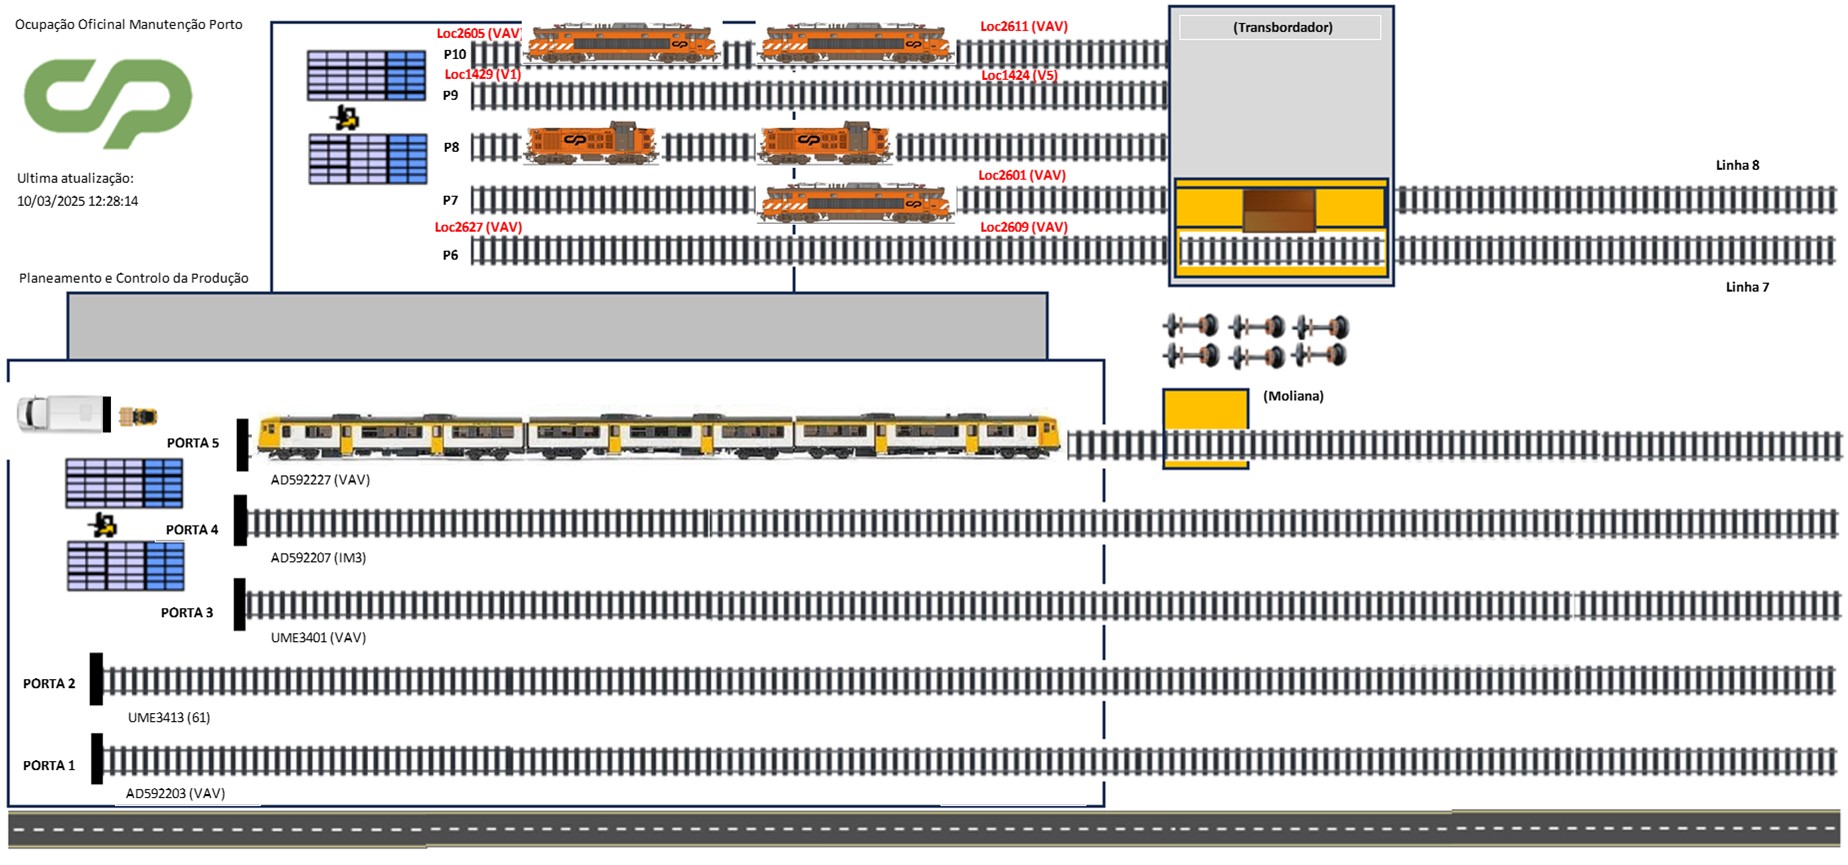 Ocupação Oficinal Manutenção Porto
Loc2605 (VAV)
Loc2611 (VAV)
(Transbordador)
P10
Loc1429 (V1)
Loc1424 (V5)
P9
P8
Linha 8
Loc2601 (VAV)
Ultima atualização:
10/03/2025 12:28:14
P7
Loc2627 (VAV)
Loc2609 (VAV)
P6
Planeamento e Controlo da Produção
Linha 7
(Moliana)
PORTA 5
AD592227 (VAV)
PORTA 4
AD592207 (IM3)
PORTA 3
UME3401 (VAV)
PORTA 2
UME3413 (61)
PORTA 1
AD592203 (VAV)